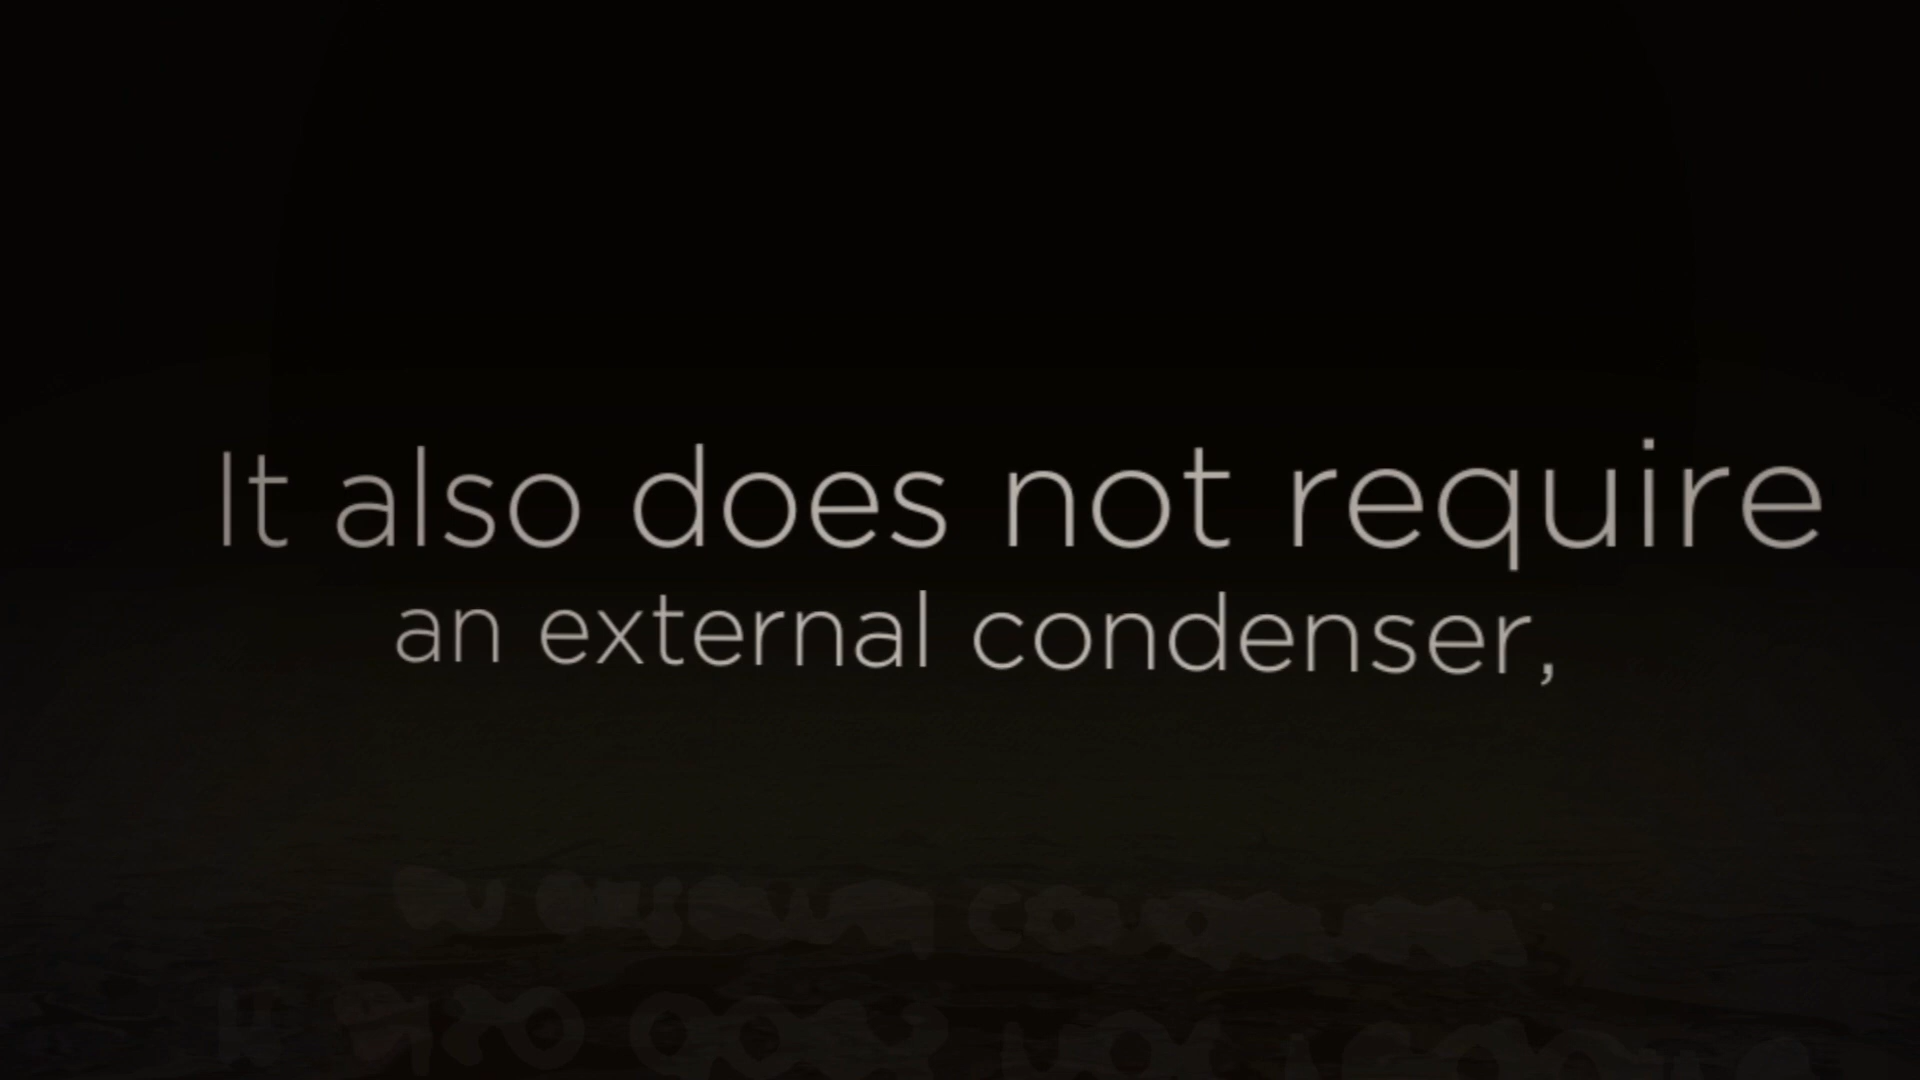 It also does not require
an external condenser,